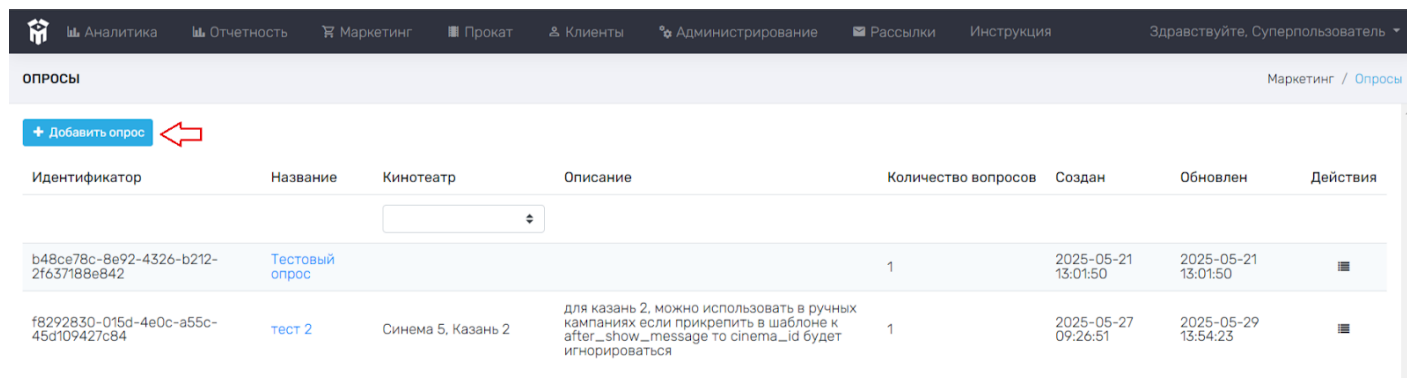 Аналитика Отчетность Маркетинг Прокат Клиенты Администрирование Рассылки Инструкция Здравствуйте, Суперпользователь
ОПРОСЫ Маркетинг / Опросы
+ Добавить опрос
Идентификатор Название Кинотеатр Описание Количество вопросов Создан Обновлен Действия
b48ce78c-8e92-4326-b212-
2f637188e842
Тестовый
опрос
1
2025-05-21
13:01:50
2025-05-21
13:01:50
f8292830-015d-4e0c-a55c-
45d109427c84
тест 2
Синема 5, Казань 2
для казань 2, можно использовать в ручных
кампаниях если прикрепить в шаблоне к
after_show_message то cinema_id будет
игнорироваться
1
2025-05-27
09:26:51
2025-05-29
13:54:23